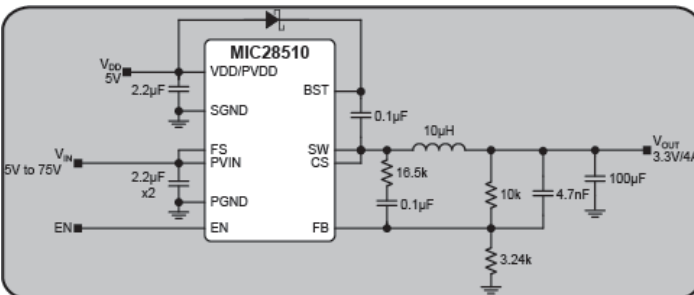 MIC28510
VDD
5V
VDD/PVDD
2.2µF
BST
SGND
0.1µF
10µH
VIN
5V to 75V
FS
PVIN
SW
CS
VOUT
3.3V/4A
2.2µF
x2
16.5k
10k
4.7nF
100µF
PGND
0.1µF
EN
EN
FB
3.24k